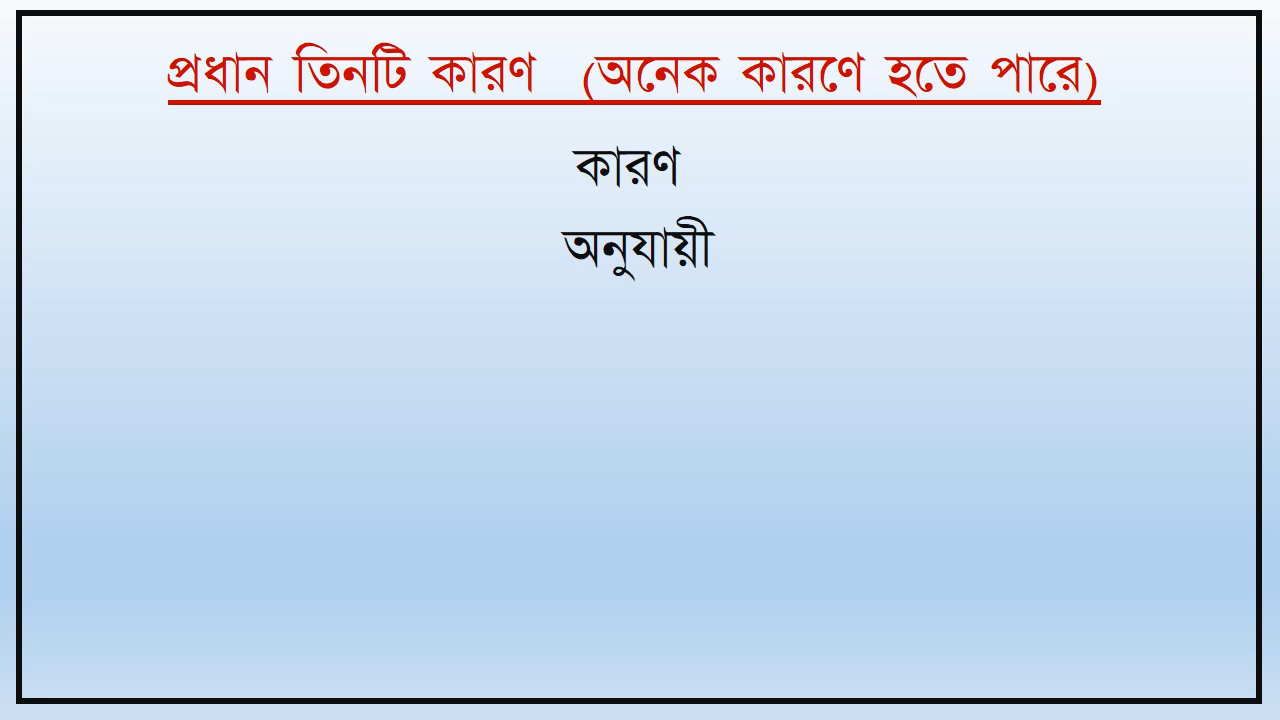 প্রধান তিনটি কারণ (অনেক কারণে হতে পারে)
কারণ
অনুযায়ী